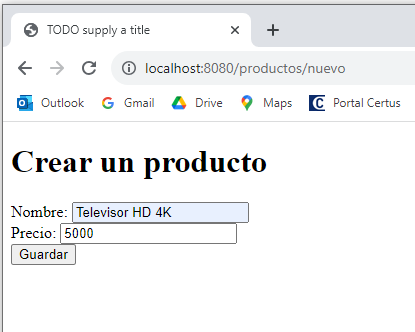 TODO supply a title
localhost:8080/productos/nuevo
Outlook Gmail Drive Maps Portal Certus
Crear un producto
Nombre: Televisor HD 4K
Precio: 5000
Guardar